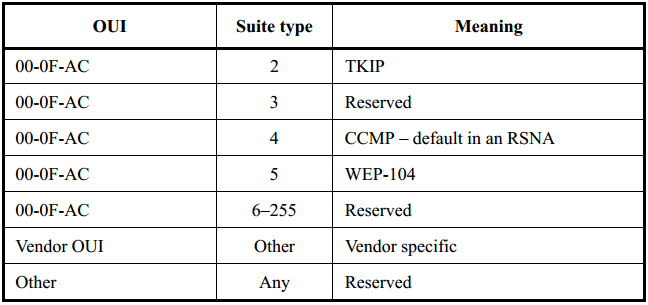 OUI Suite type Meaning
00-0F-AC 2 TKIP
00-0F-AC 3 Reserved
00-0F-AC 4 CCMP – default in an RSNA
00-0F-AC 5 WEP-104
00-0F-AC 6–255 Reserved
Vendor OUI Other Vendor specific
Other Any Reserved